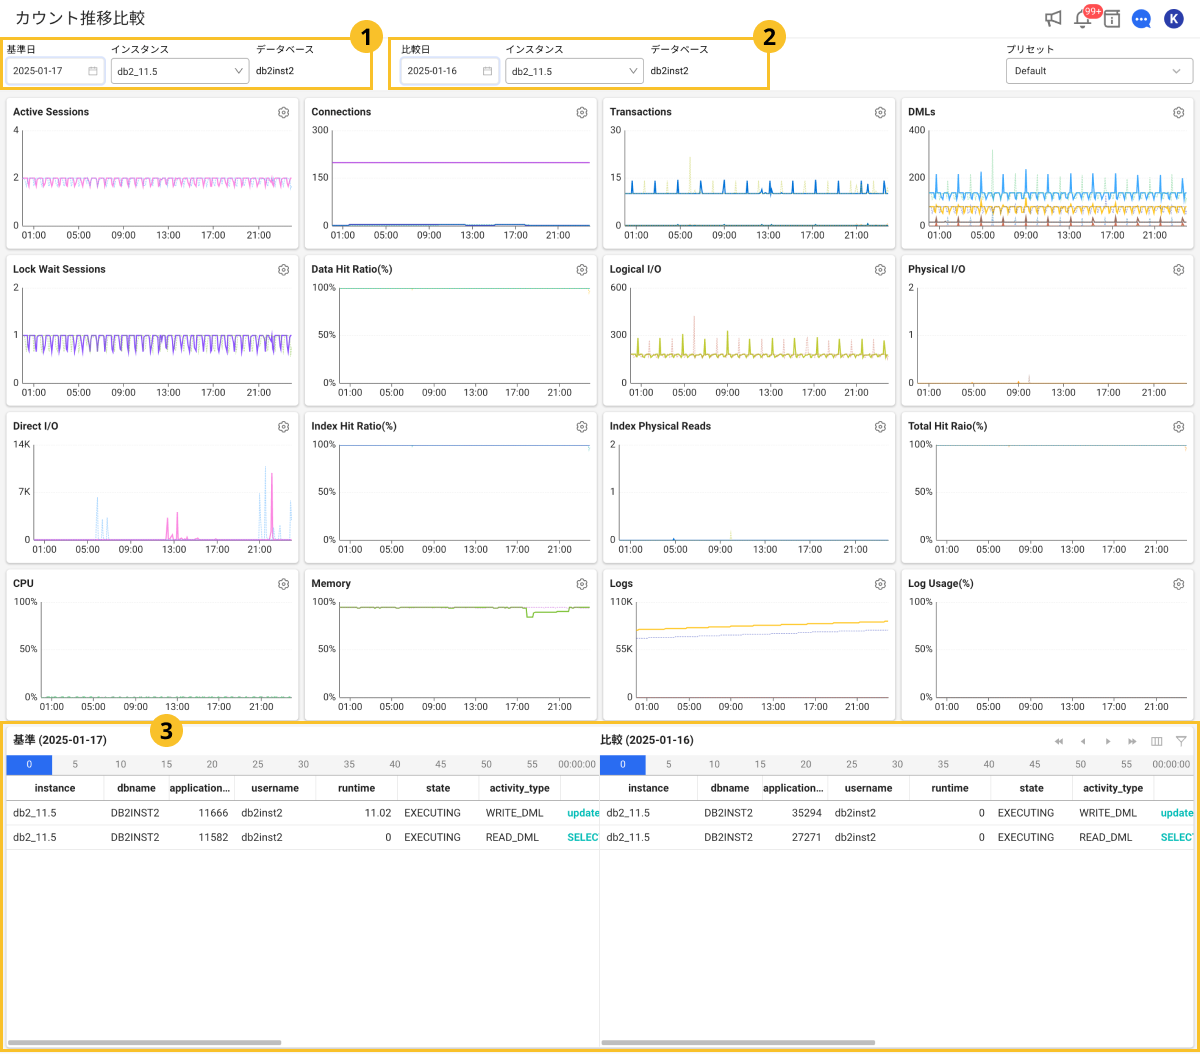 カウント推移比較
99+
K
1
2
基準日 インスタンス データベース
2025-01-17 db2_11.5 db2inst2
比較日 インスタンス データベース
2025-01-16 db2_11.5 db2inst2
プリセット
Default
Active Sessions
4
2
0
01:00 05:00 09:00 13:00 17:00 21:00
Connections
300
150
0
01:00 05:00 09:00 13:00 17:00 21:00
Transactions
30
15
0
01:00 05:00 09:00 13:00 17:00 21:00
DMLs
400
200
0
01:00 05:00 09:00 13:00 17:00 21:00
Lock Wait Sessions
2
1
0
01:00 05:00 09:00 13:00 17:00 21:00
Data Hit Ratio(%)
100%
50%
0%
01:00 05:00 09:00 13:00 17:00 21:00
Logical I/O
600
300
0
01:00 05:00 09:00 13:00 17:00 21:00
Physical I/O
2
1
0
01:00 05:00 09:00 13:00 17:00 21:00
Direct I/O
14K
7K
0
01:00 05:00 09:00 13:00 17:00 21:00
Index Hit Ratio(%)
100%
50%
0%
01:00 05:00 09:00 13:00 17:00 21:00
Index Physical Reads
2
1
0
01:00 05:00 09:00 13:00 17:00 21:00
Total Hit Raio(%)
100%
50%
0%
01:00 05:00 09:00 13:00 17:00 21:00
CPU
100%
50%
0%
01:00 05:00 09:00 13:00 17:00 21:00
Memory
100%
50%
0%
01:00 05:00 09:00 13:00 17:00 21:00
Logs
110K
55K
0
01:00 05:00 09:00 13:00 17:00 21:00
Log Usage(%)
100%
50%
0%
01:00 05:00 09:00 13:00 17:00 21:00
3
基準 (2025-01-17)
0 5 10 15 20 25 30 35 40 45 50 55 00:00:00
instance dbname application... username runtime state activity_type
db2_11.5 DB2INST2 11666 db2inst2 11.02 EXECUTING WRITE_DML update
db2_11.5 DB2INST2 11582 db2inst2 0 EXECUTING READ_DML SELEC
比較 (2025-01-16)
0 5 10 15 20 25 30 35 40 45 50 55 00:00:00
instance dbname application... username runtime state activity_type
db2_11.5 DB2INST2 35294 db2inst2 0 EXECUTING WRITE_DML update
db2_11.5 DB2INST2 27271 db2inst2 0 EXECUTING READ_DML SELEC